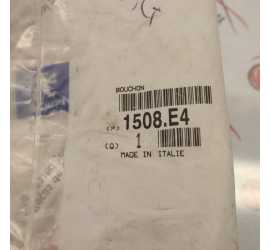 BOUCHON
(P) 1508.E4
(Q) 1
MADE IN ITALIE